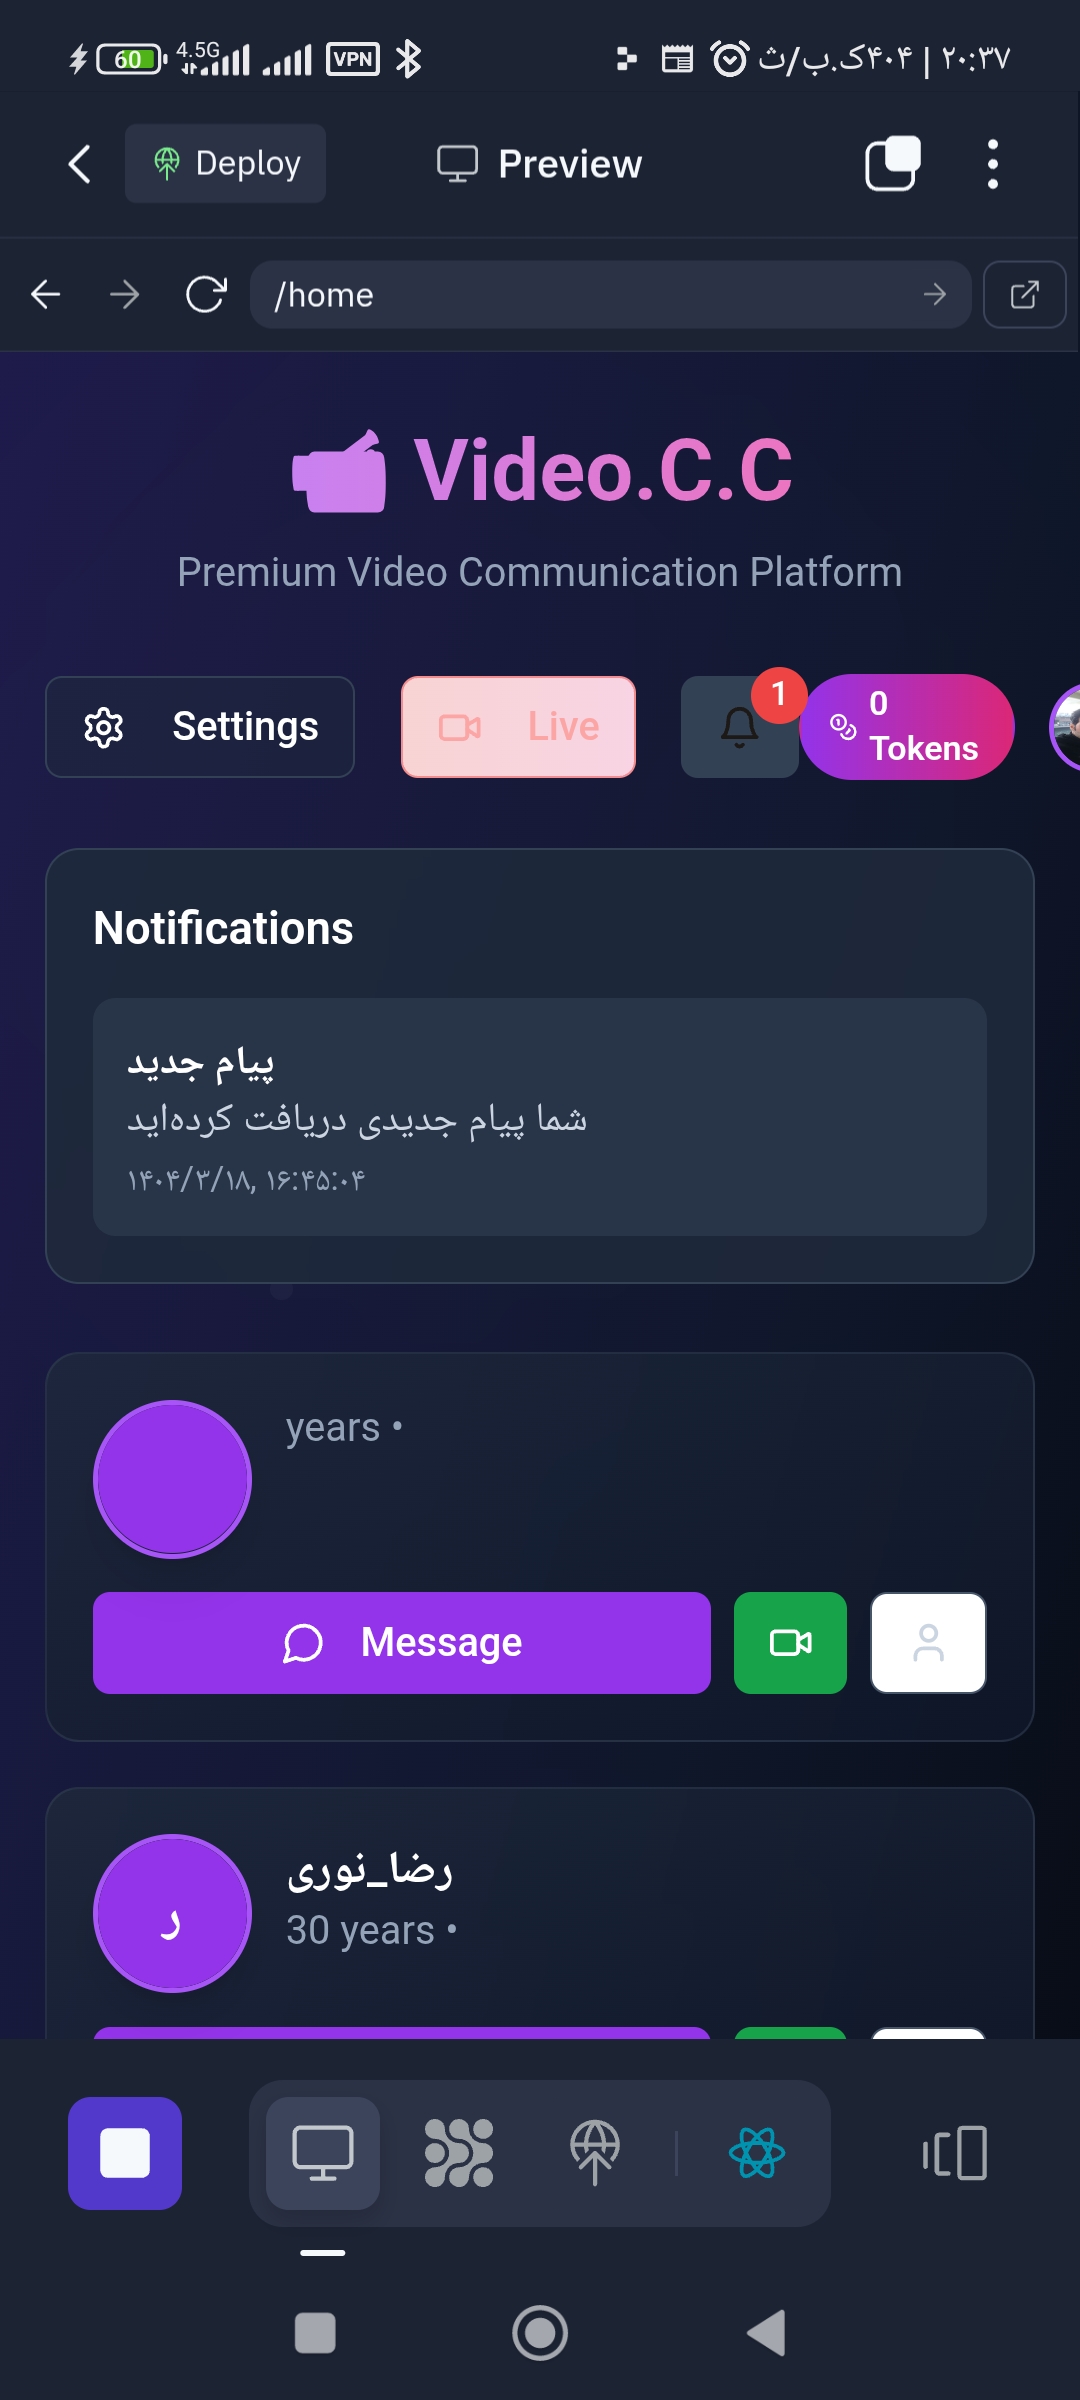 60 4.5G VPN ۴۰۴ک.ب/ث | ۲۰:۳۷
Deploy Preview
/home
Video.C.C
Premium Video Communication Platform
Settings Live 1 0 Tokens
Notifications
پیام جدید
شما پیام جدیدی دریافت کرده‌اید
۱۴۰۴/۳/۱۸, ۱۶:۴۵:۰۴
years •
Message
ر
رضا_نوری
30 years •